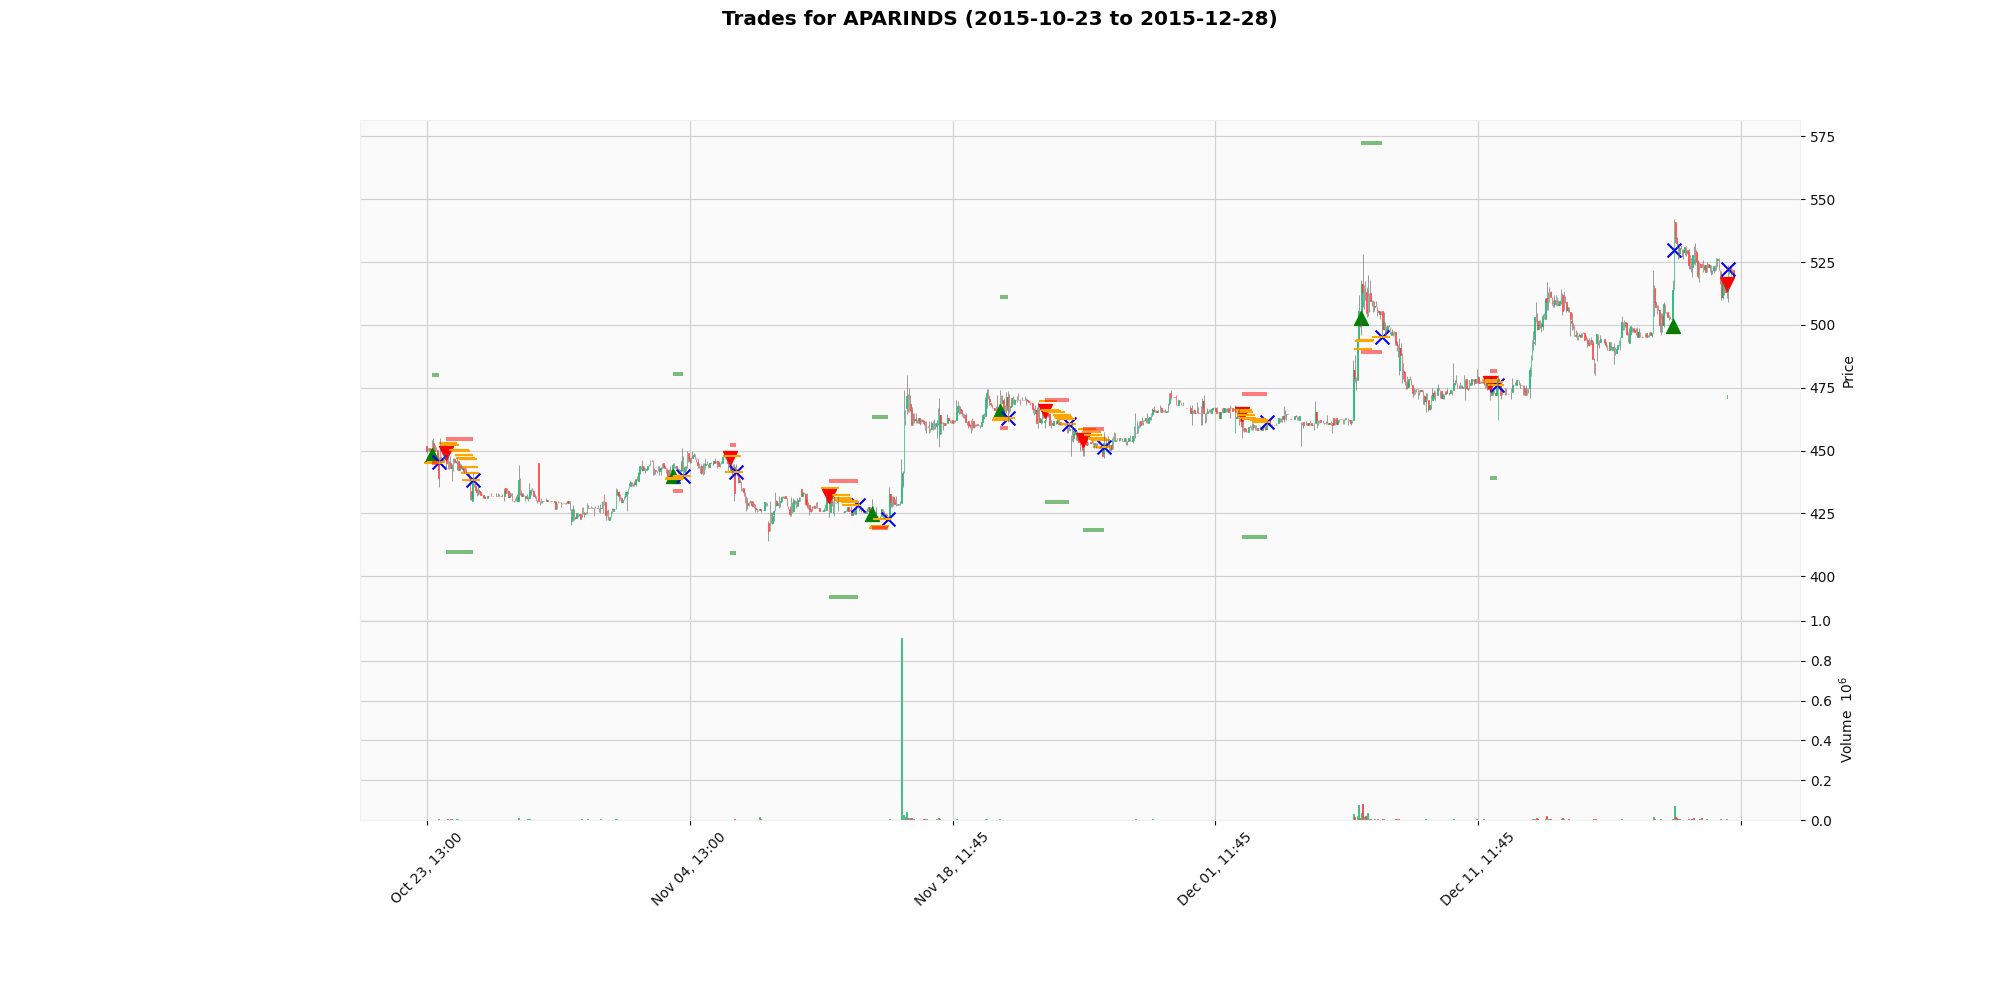 Trades for APARINDS (2015-10-23 to 2015-12-28)
575
550
525
500
475
450
425
400
Price
1.0
0.8
0.6
0.4
0.2
0.0
Volume 10^6
Oct 23, 13:00
Nov 04, 13:00
Nov 18, 11:45
Dec 01, 11:45
Dec 11, 11:45